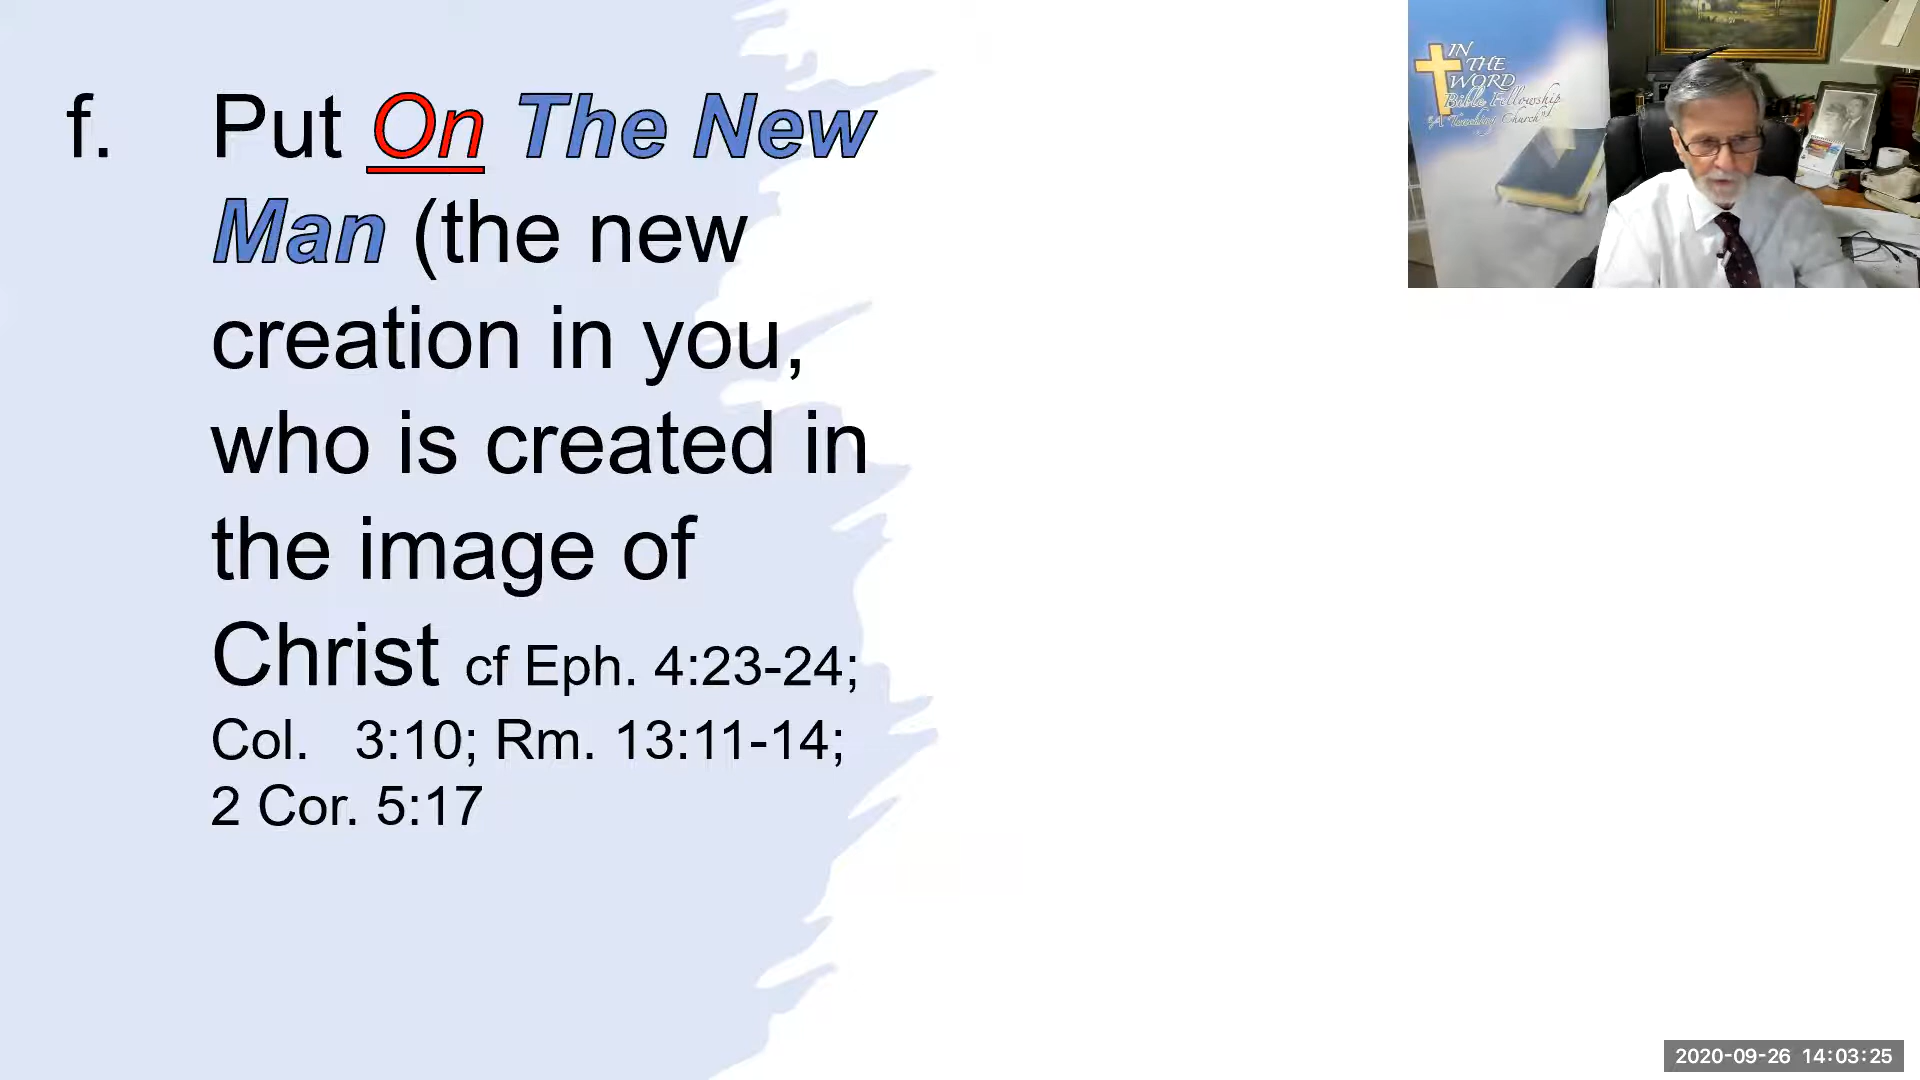 f. Put On The New
Man (the new
creation in you,
who is created in
the image of
Christ cf Eph. 4:23-24;
Col. 3:10; Rm. 13:11-14;
2 Cor. 5:17
IN
THE
WORD
Bible Fellowship
"A Teaching Church"
2020-09-26 14:03:25